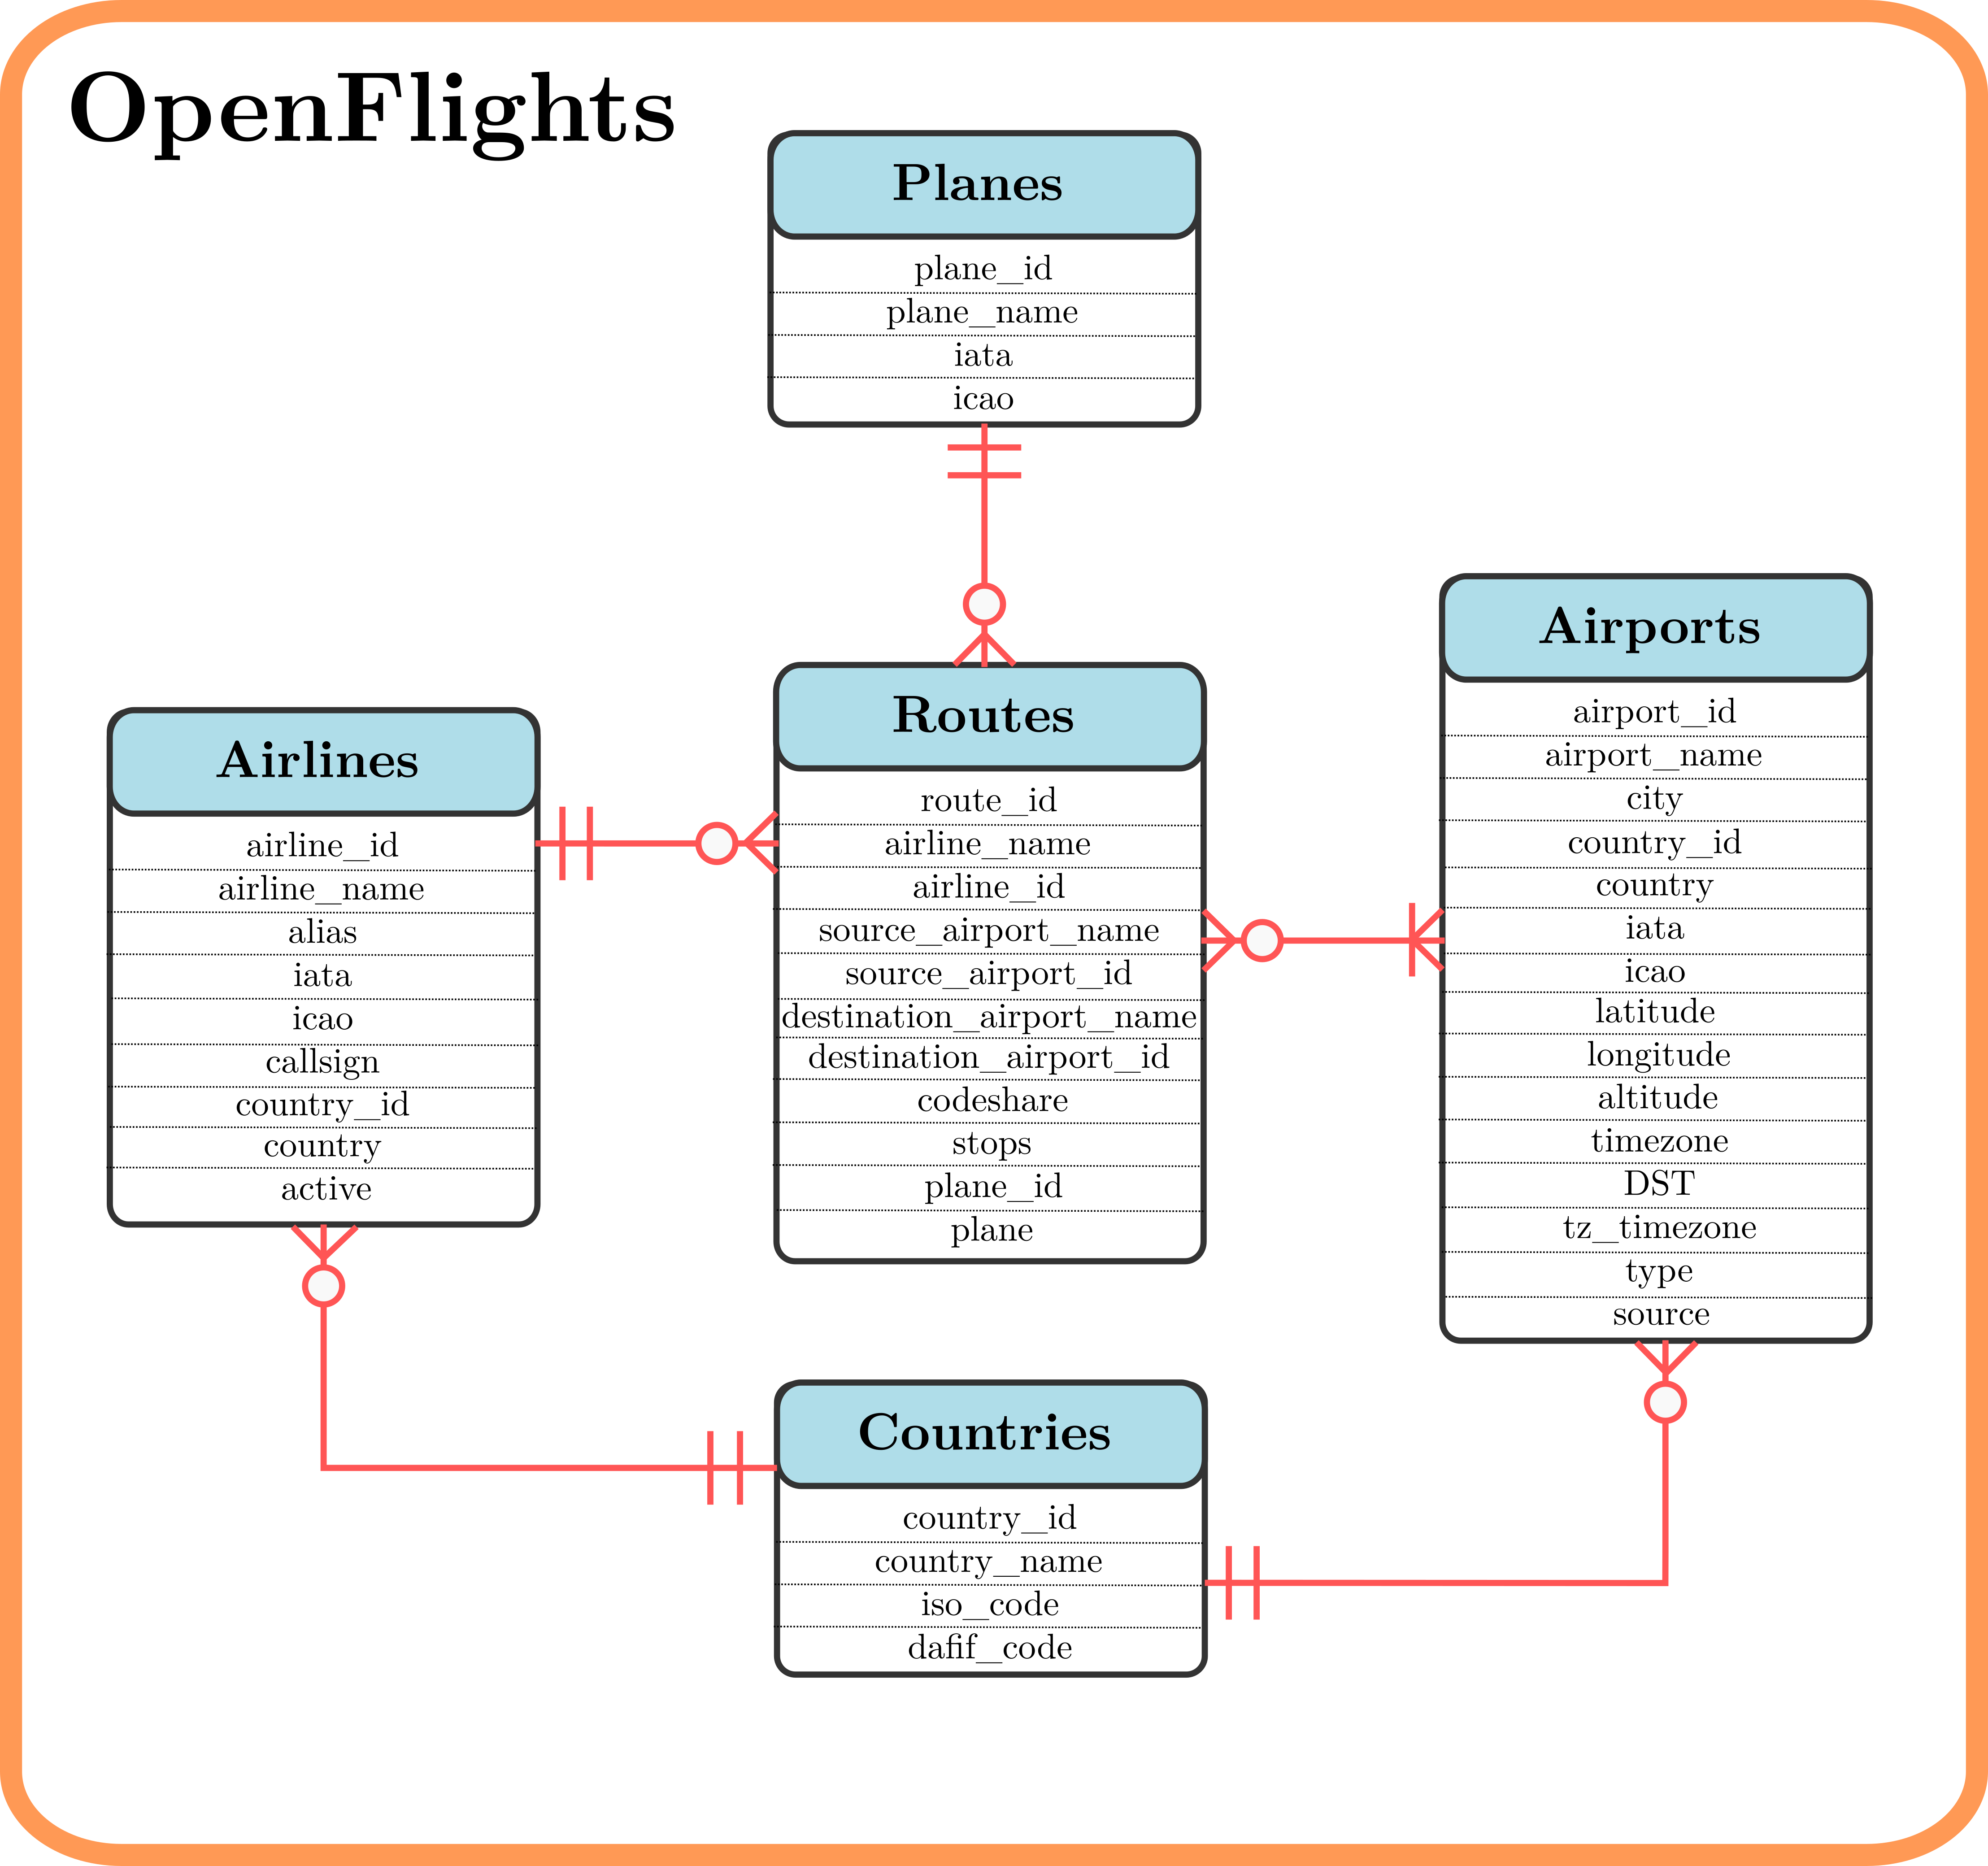 OpenFlights
Planes
plane_id
plane_name
iata
icao
Airlines
airline_id
airline_name
alias
iata
icao
callsign
country_id
country
active
Routes
route_id
airline_name
airline_id
source_airport_name
source_airport_id
destination_airport_name
destination_airport_id
codeshare
stops
plane_id
plane
Airports
airport_id
airport_name
city
country_id
country
iata
icao
latitude
longitude
altitude
timezone
DST
tz_timezone
type
source
Countries
country_id
country_name
iso_code
dafif_code